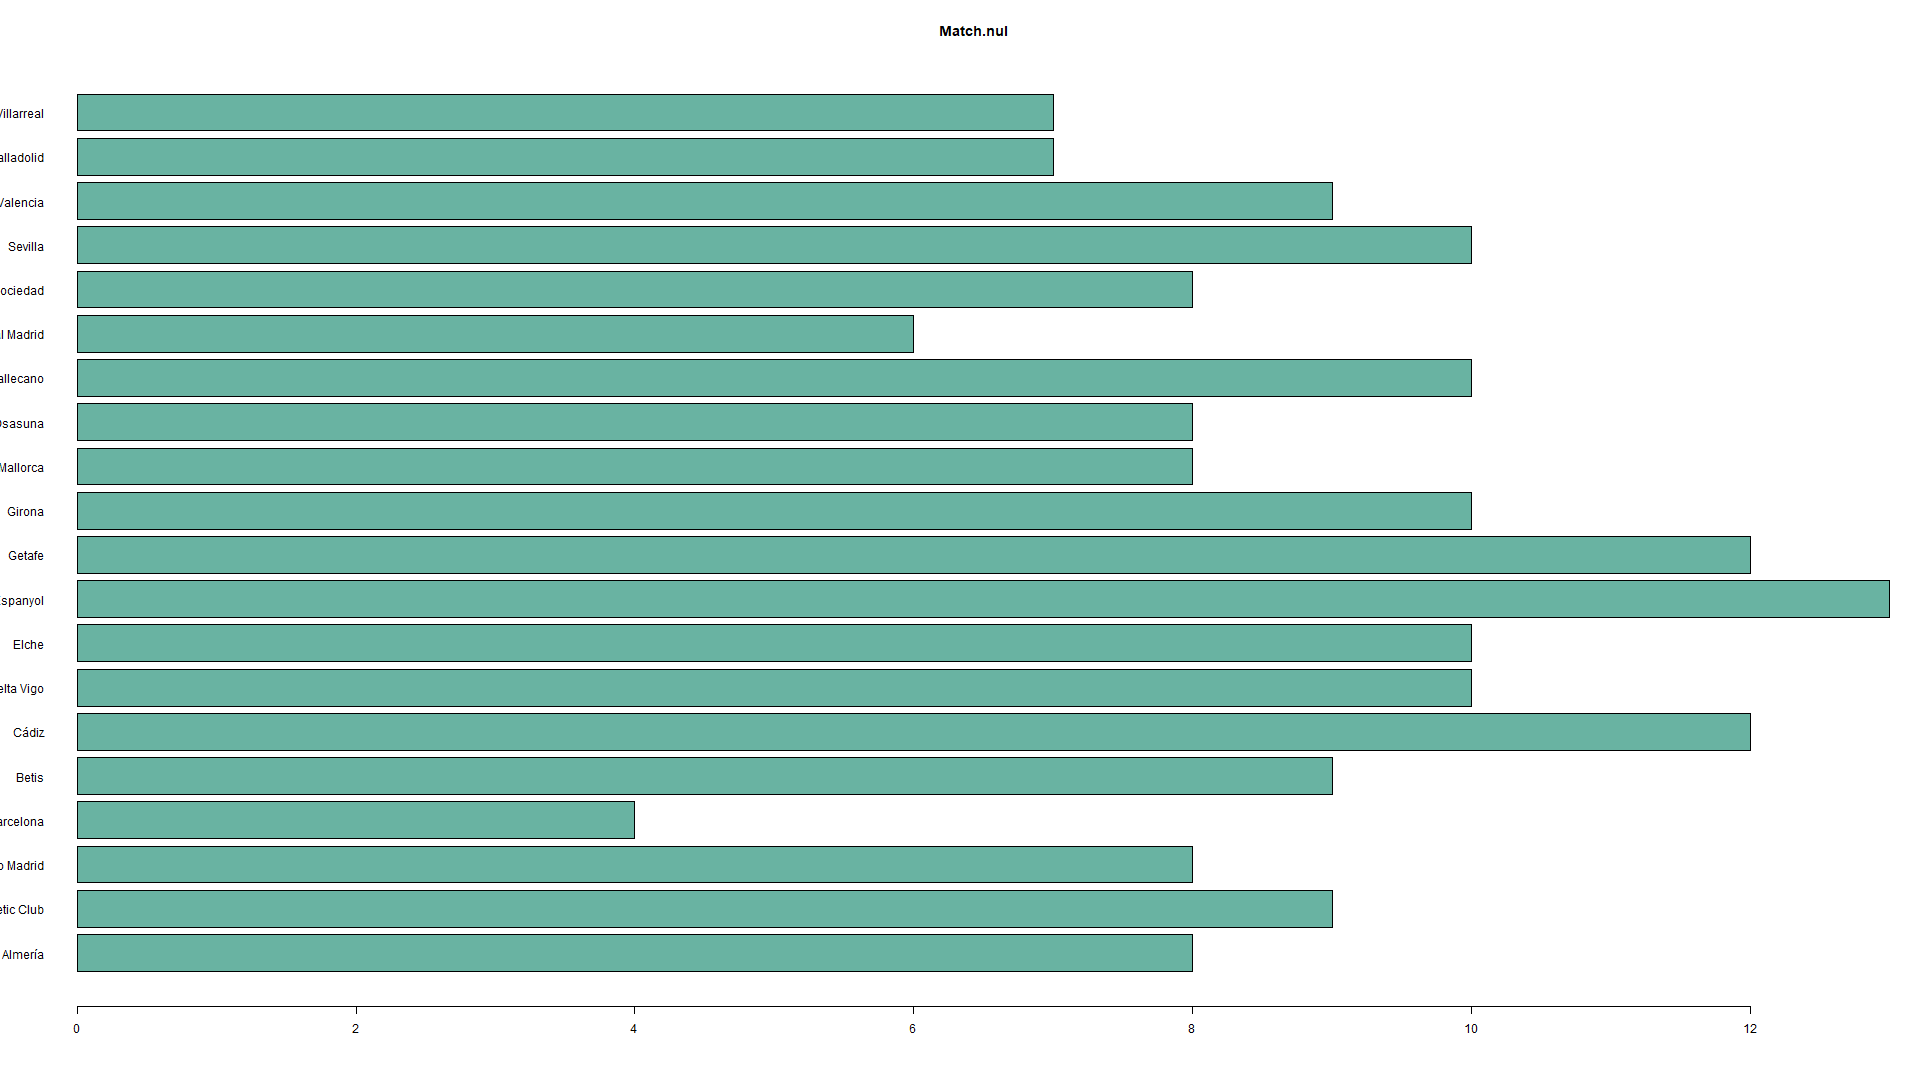 Match.nul
Villarreal
alladolid
Valencia
Sevilla
ociedad
l Madrid
allecano
Osasuna
Mallorca
Girona
Getafe
Espanyol
Elche
elta Vigo
Cádiz
Betis
arcelona
o Madrid
etic Club
Almería
0 2 4 6 8 10 12